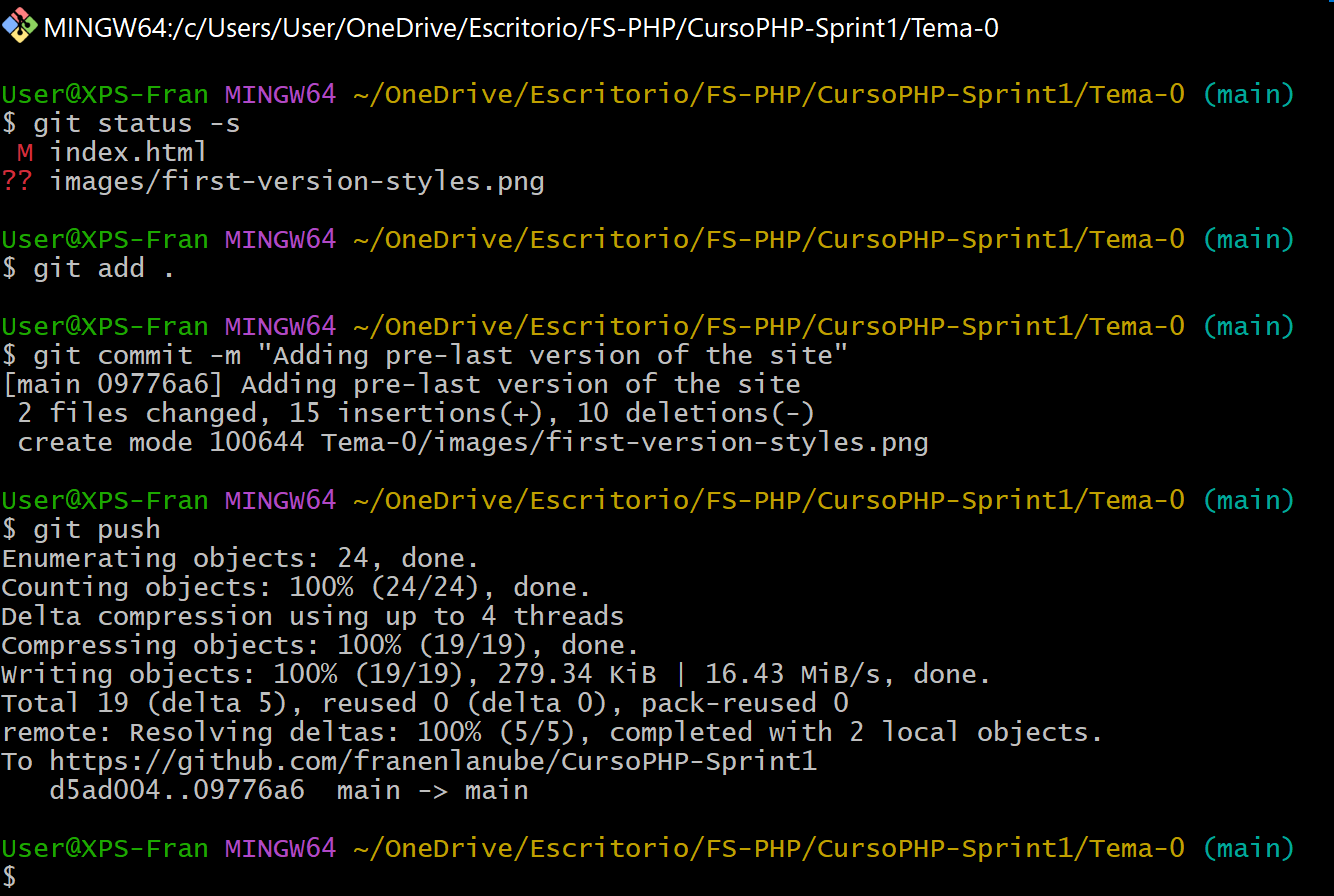 MINGW64:/c/Users/User/OneDrive/Escritorio/FS-PHP/CursoPHP-Sprint1/Tema-0
User@XPS-Fran MINGW64 ~/OneDrive/Escritorio/FS-PHP/CursoPHP-Sprint1/Tema-0 (main)
$ git status -s
 M index.html
?? images/first-version-styles.png
User@XPS-Fran MINGW64 ~/OneDrive/Escritorio/FS-PHP/CursoPHP-Sprint1/Tema-0 (main)
$ git add .
User@XPS-Fran MINGW64 ~/OneDrive/Escritorio/FS-PHP/CursoPHP-Sprint1/Tema-0 (main)
$ git commit -m "Adding pre-last version of the site"
[main 09776a6] Adding pre-last version of the site
 2 files changed, 15 insertions(+), 10 deletions(-)
 create mode 100644 Tema-0/images/first-version-styles.png
User@XPS-Fran MINGW64 ~/OneDrive/Escritorio/FS-PHP/CursoPHP-Sprint1/Tema-0 (main)
$ git push
Enumerating objects: 24, done.
Counting objects: 100% (24/24), done.
Delta compression using up to 4 threads
Compressing objects: 100% (19/19), done.
Writing objects: 100% (19/19), 279.34 KiB | 16.43 MiB/s, done.
Total 19 (delta 5), reused 0 (delta 0), pack-reused 0
remote: Resolving deltas: 100% (5/5), completed with 2 local objects.
To https://github.com/franenlanube/CursoPHP-Sprint1
   d5ad004..09776a6  main -> main
User@XPS-Fran MINGW64 ~/OneDrive/Escritorio/FS-PHP/CursoPHP-Sprint1/Tema-0 (main)
$